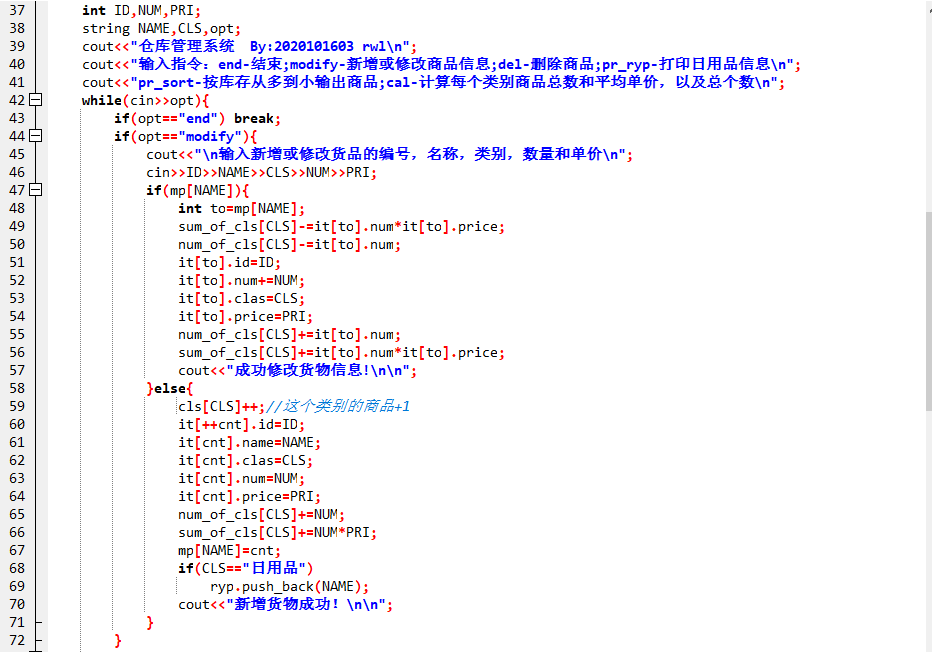 37 int ID,NUM,PRI;
38 string NAME,CLS,opt;
39 cout<<"仓库管理系统  By:2020101603 rwl\n";
40 cout<<"输入指令：end-结束;modify-新增或修改商品信息;del-删除商品;pr_ryp-打印日用品信息\n";
41 cout<<"pr_sort-按库存从多到小输出商品;cal-计算每个类别商品总数和平均单价，以及总个数\n";
42 while(cin>>opt){
43 if(opt=="end") break;
44 if(opt=="modify"){
45 cout<<"\n输入新增或修改货品的编号，名称，类别，数量和单价\n";
46 cin>>ID>>NAME>>CLS>>NUM>>PRI;
47 if(mp[NAME]){
48 int to=mp[NAME];
49 sum_of_cls[CLS]-=it[to].num*it[to].price;
50 num_of_cls[CLS]-=it[to].num;
51 it[to].id=ID;
52 it[to].num+=NUM;
53 it[to].clas=CLS;
54 it[to].price=PRI;
55 num_of_cls[CLS]+=it[to].num;
56 sum_of_cls[CLS]+=it[to].num*it[to].price;
57 cout<<"成功修改货物信息!\n\n";
58 }else{
59 cls[CLS]++;//这个类别的商品+1
60 it[++cnt].id=ID;
61 it[cnt].name=NAME;
62 it[cnt].clas=CLS;
63 it[cnt].num=NUM;
64 it[cnt].price=PRI;
65 num_of_cls[CLS]+=NUM;
66 sum_of_cls[CLS]+=NUM*PRI;
67 mp[NAME]=cnt;
68 if(CLS=="日用品")
69 ryp.push_back(NAME);
70 cout<<"新增货物成功！\n\n";
71 }
72 }